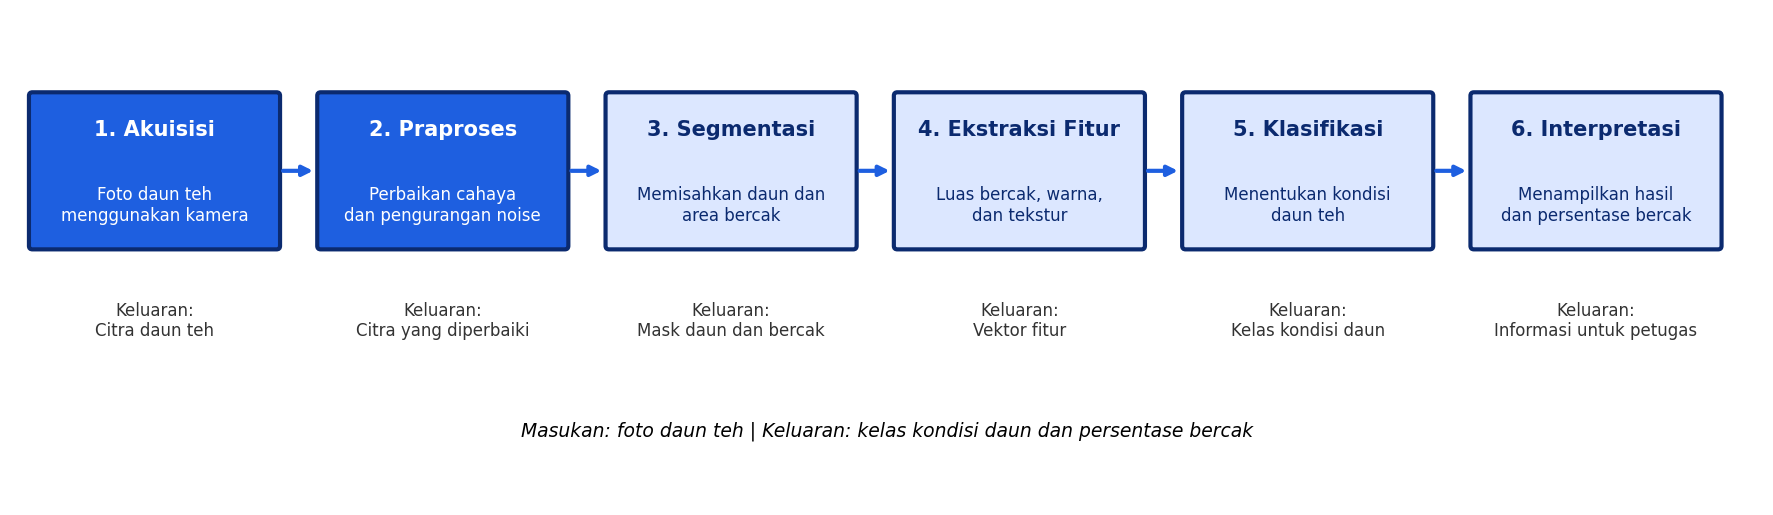 1. Akuisisi
Foto daun teh
menggunakan kamera
2. Praproses
Perbaikan cahaya
dan pengurangan noise
3. Segmentasi
Memisahkan daun dan
area bercak
4. Ekstraksi Fitur
Luas bercak, warna,
dan tekstur
5. Klasifikasi
Menentukan kondisi
daun teh
6. Interpretasi
Menampilkan hasil
dan persentase bercak
Keluaran:
Citra daun teh
Keluaran:
Citra yang diperbaiki
Keluaran:
Mask daun dan bercak
Keluaran:
Vektor fitur
Keluaran:
Kelas kondisi daun
Keluaran:
Informasi untuk petugas
Masukan: foto daun teh | Keluaran: kelas kondisi daun dan persentase bercak